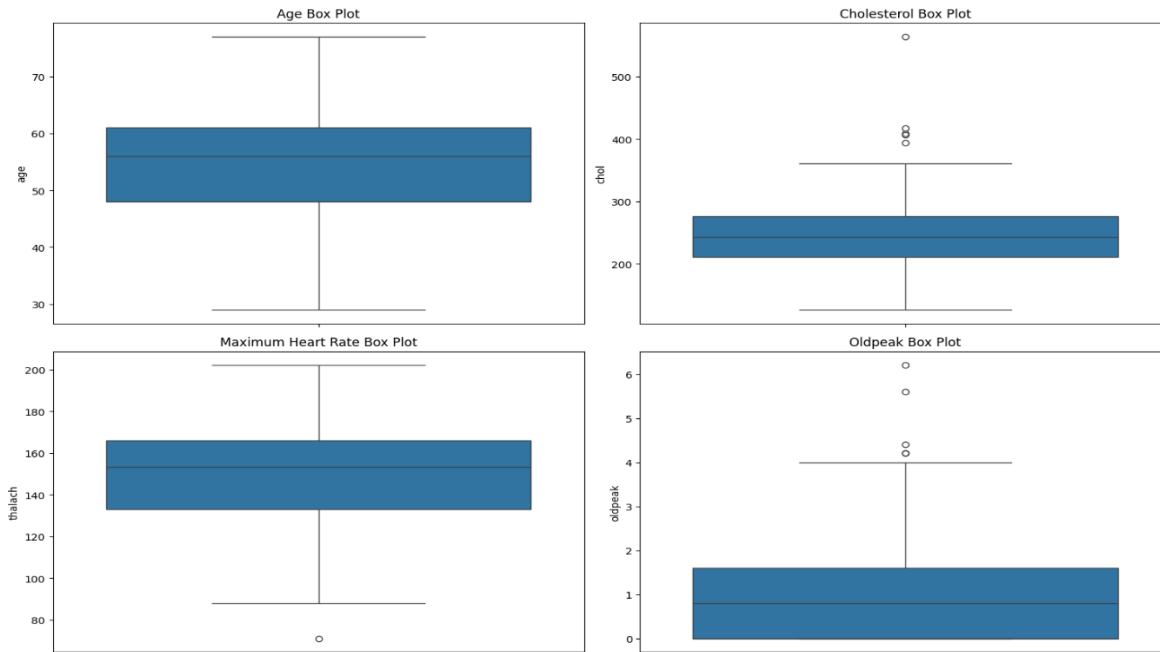 Age Box Plot
70
60
50
40
30
age
Cholesterol Box Plot
500
400
300
200
chol
Maximum Heart Rate Box Plot
200
180
160
140
120
100
80
thalach
Oldpeak Box Plot
6
5
4
3
2
1
0
oldpeak